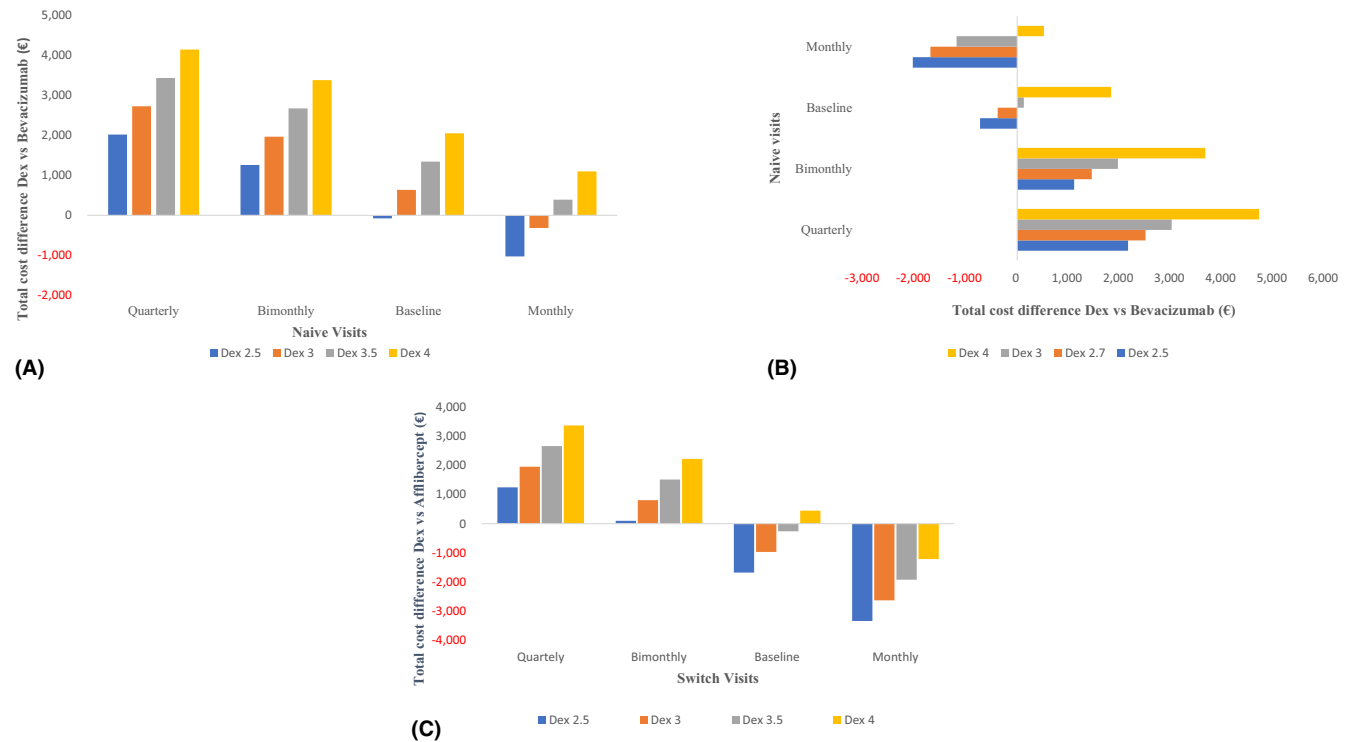 5,000
4,000
3,000
2,000
1,000
0
-1,000
-2,000
Total cost difference Dex vs Bevacizumab (€)
Quarterly Bimonthly Baseline Monthly
Naive Visits
Dex 2.5 Dex 3 Dex 3.5 Dex 4
(A)
Naive visits
Monthly
Baseline
Bimonthly
Quarterly
-3,000 -2,000 -1,000 0 1,000 2,000 3,000 4,000 5,000 6,000
Total cost difference Dex vs Bevacizumab (€)
Dex 4 Dex 3 Dex 2.7 Dex 2.5
(B)
4,000
3,000
2,000
1,000
0
-1,000
-2,000
-3,000
-4,000
Total cost difference Dex vs Afflibercept (€)
Quartely Bimonthly Baseline Monthly
Switch Visits
Dex 2.5 Dex 3 Dex 3.5 Dex 4
(C)